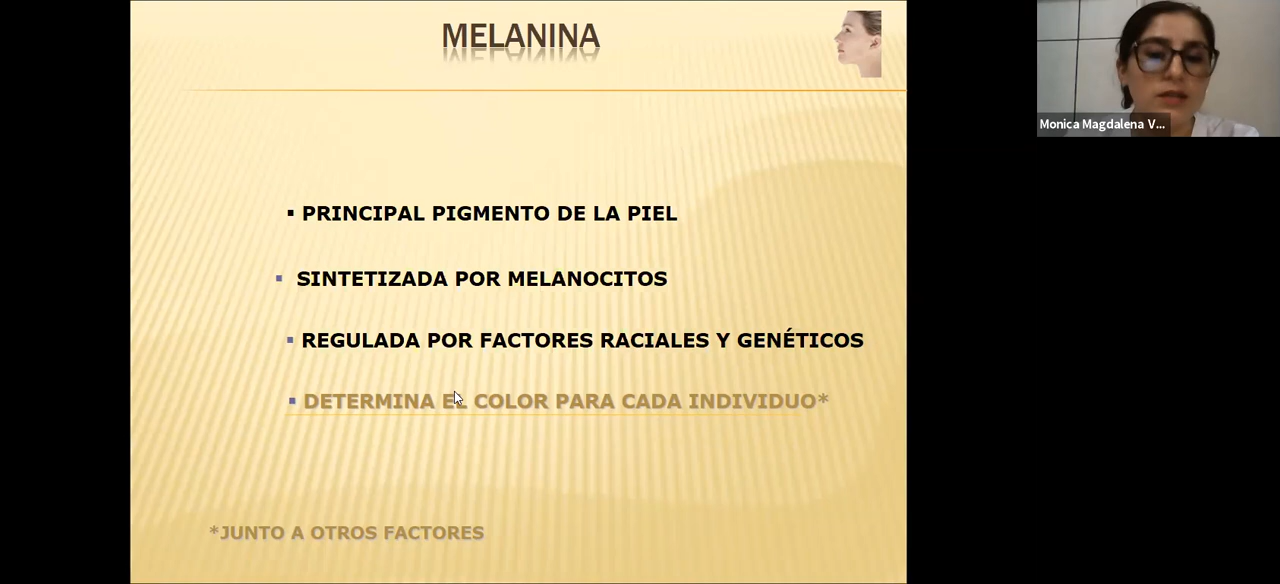 MELANINA
Monica Magdalena V...
▪ PRINCIPAL PIGMENTO DE LA PIEL
▪ SINTETIZADA POR MELANOCITOS
▪ REGULADA POR FACTORES RACIALES Y GENÉTICOS
▪ DETERMINA EL COLOR PARA CADA INDIVIDUO*
*JUNTO A OTROS FACTORES